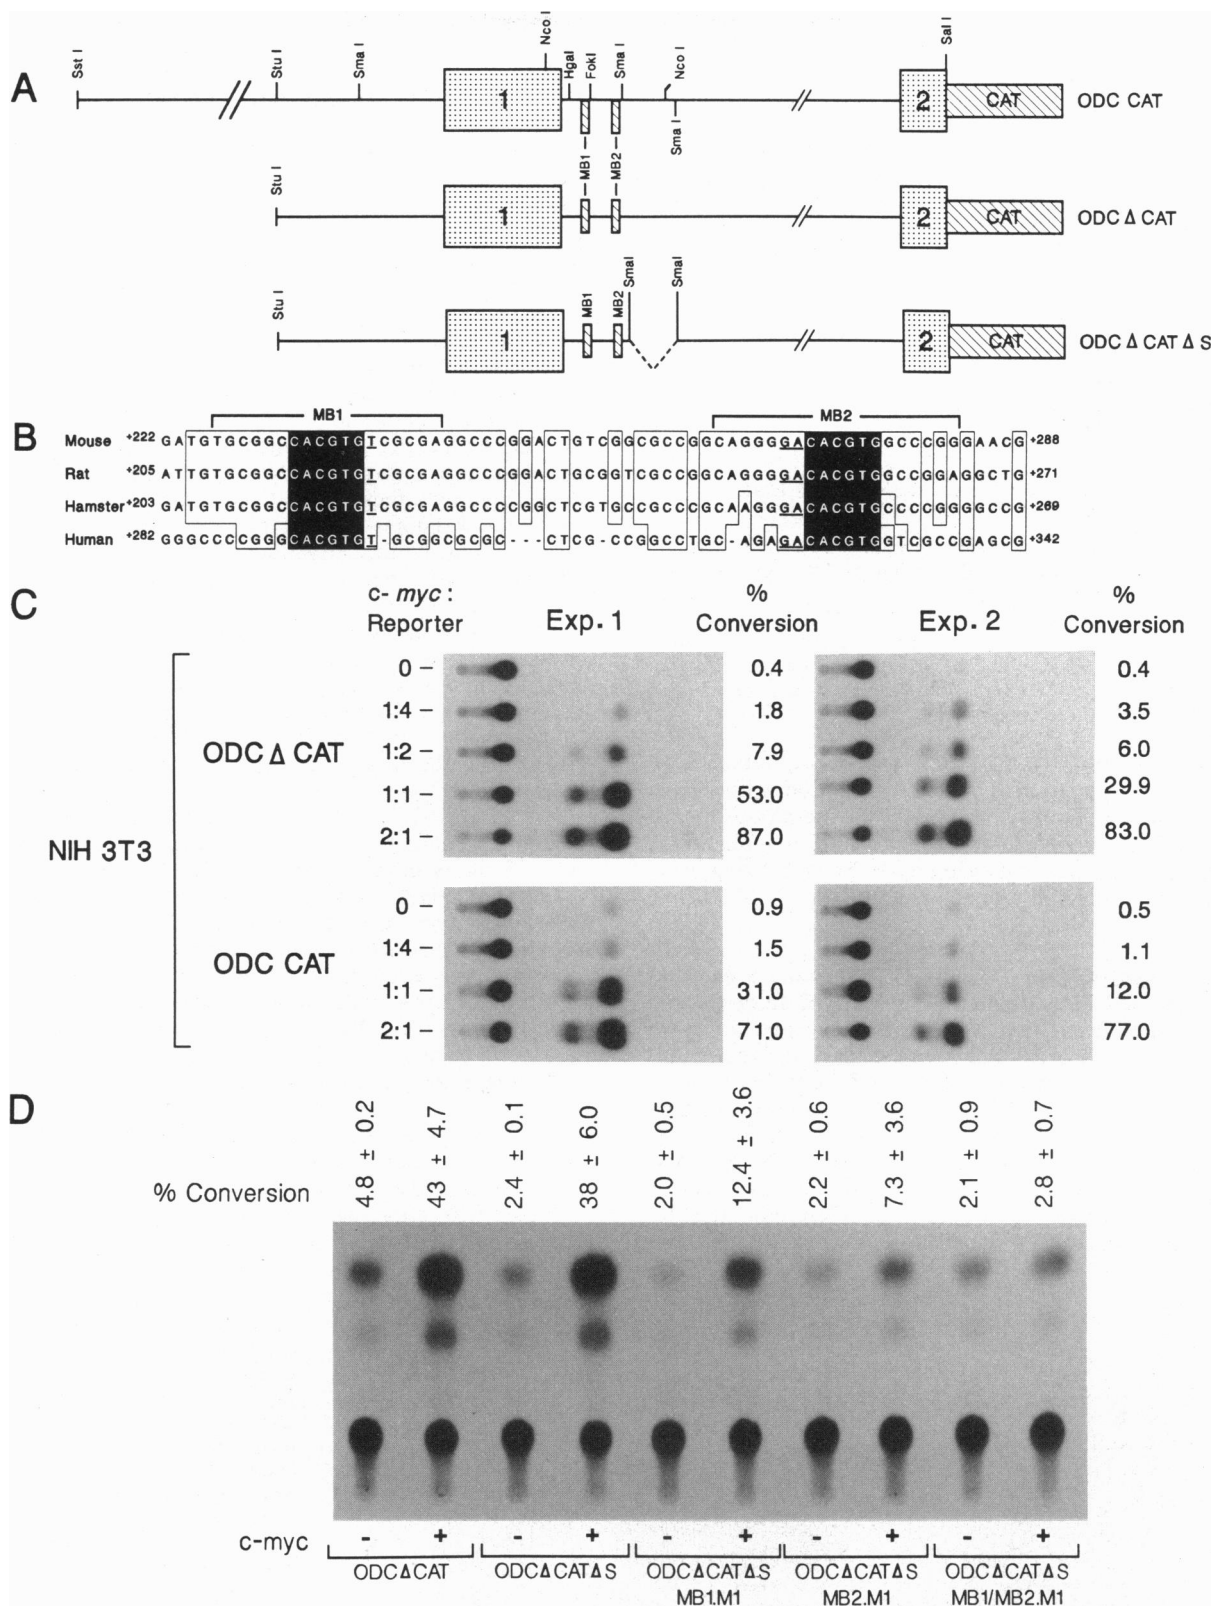 A
Sst I
Stu I
Sma I
Nco I
HgaI
FokI
Sma I
Nco I
Sma I
Sal I
1
2
CAT
ODC CAT
MB1
MB2
Stu I
1
2
CAT
ODC Δ CAT
Stu I
MB1
MB2
SmaI
SmaI
1
2
CAT
ODC Δ CAT Δ S
B
MB1 MB2
Mouse +222 GATGTGCGGCCACGTGTCGCGAGGCCCGGACTGTCGGCGCCGGCAGGGGACACGTGGCCCGGGAACG +288
Rat +205 ATTGTGCGGCCACGTGTCGCGAGGCCCGGACTGCGGTCGCCGGCAGGGGACACGTGGCCGGAGGCTG +271
Hamster +203 GATGTGCGGCCACGTGTCGCGAGGCCCCGGCTCGTGCCGCCCGCAAGGGACACGTGCCCCGGGGCCG +269
Human +282 GGGCCCCGGGCACGTGT-GCGGCGCGC---CTCG-CCGGCCTGC-AGAGACACGTGGTCGCCGAGCG +342
C
c-myc : Reporter
Exp. 1
% Conversion
Exp. 2
% Conversion
NIH 3T3
ODC Δ CAT
0 – 0.4 0.4
1:4 – 1.8 3.5
1:2 – 7.9 6.0
1:1 – 53.0 29.9
2:1 – 87.0 83.0
ODC CAT
0 – 0.9 0.5
1:4 – 1.5 1.1
1:1 – 31.0 12.0
2:1 – 71.0 77.0
D
% Conversion
4.8 ± 0.2
43 ± 4.7
2.4 ± 0.1
38 ± 6.0
2.0 ± 0.5
12.4 ± 3.6
2.2 ± 0.6
7.3 ± 3.6
2.1 ± 0.9
2.8 ± 0.7
c-myc - + - + - + - + - +
ODCΔCAT
ODCΔCATΔS
ODCΔCATΔS
MB1.M1
ODCΔCATΔS
MB2.M1
ODCΔCATΔS
MB1/MB2.M1